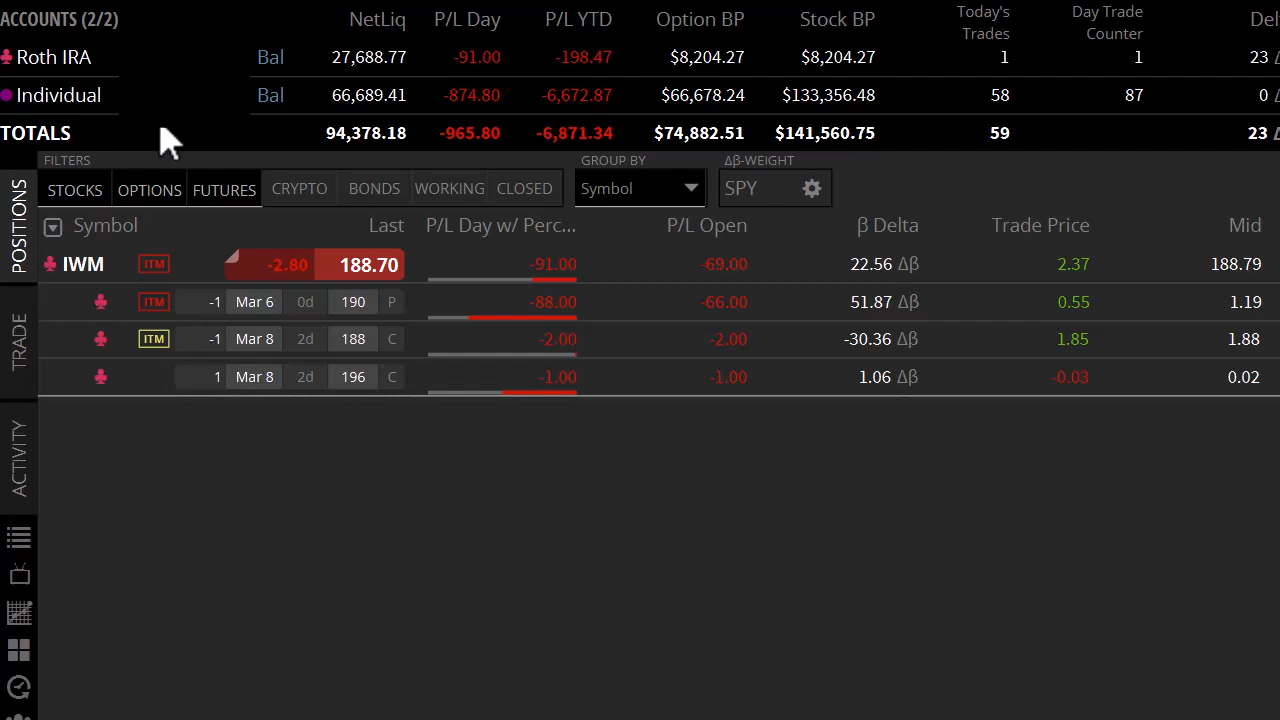 ACCOUNTS (2/2) NetLiq P/L Day P/L YTD Option BP Stock BP Today's Trades Day Trade Counter
Roth IRA Bal 27,688.77 -91.00 -198.47 $8,204.27 $8,204.27 1 1 23
Individual Bal 66,689.41 -874.80 -6,672.87 $66,678.24 $133,356.48 58 87 0
TOTALS 94,378.18 -965.80 -6,871.34 $74,882.51 $141,560.75 59 23
FILTERS GROUP BY Δβ-WEIGHT
STOCKS OPTIONS FUTURES CRYPTO BONDS WORKING CLOSED Symbol SPY
Symbol Last P/L Day w/ Perc... P/L Open β Delta Trade Price Mid
IWM ITM -2.80 188.70 -91.00 -69.00 22.56 Δβ 2.37 188.79
ITM -1 Mar 6 0d 190 P -88.00 -66.00 51.87 Δβ 0.55 1.19
ITM -1 Mar 8 2d 188 C -2.00 -2.00 -30.36 Δβ 1.85 1.88
1 Mar 8 2d 196 C -1.00 -1.00 1.06 Δβ -0.03 0.02
POSITIONS
TRADE
ACTIVITY